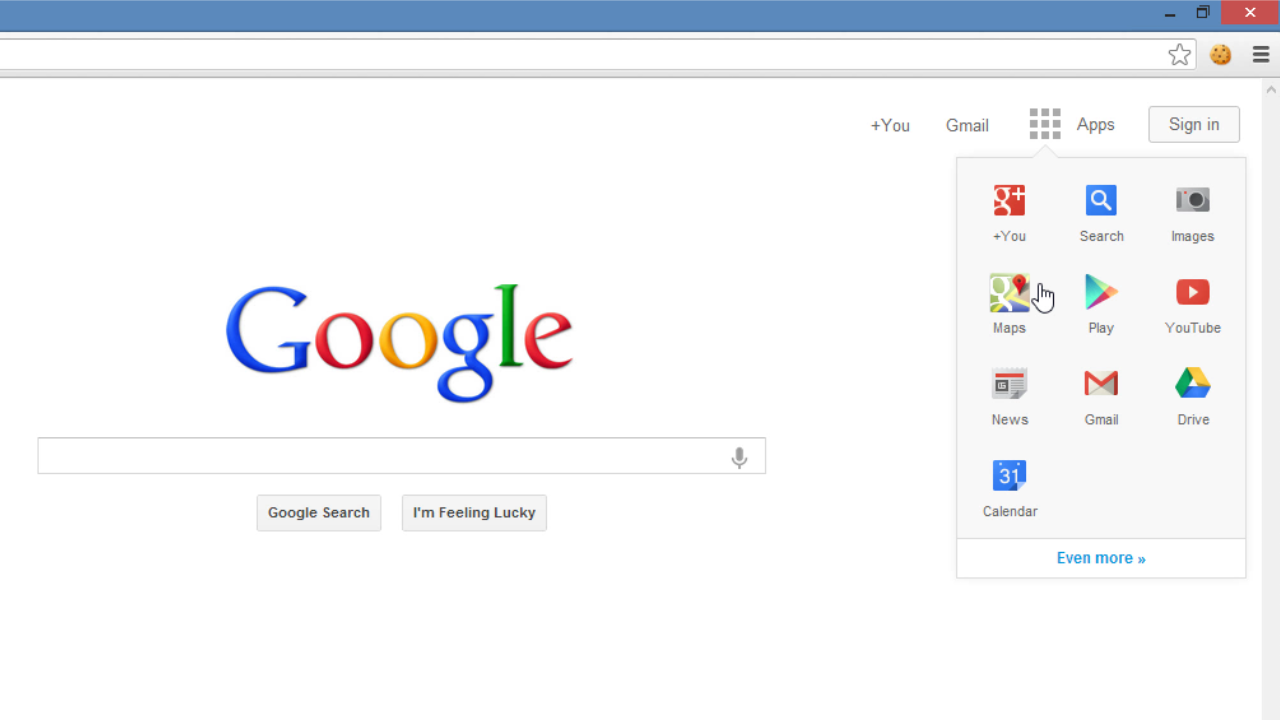 +You Gmail Apps Sign in
+You Search Images
Google
Maps Play YouTube
News Gmail Drive
31
Calendar
Google Search I'm Feeling Lucky
Even more »